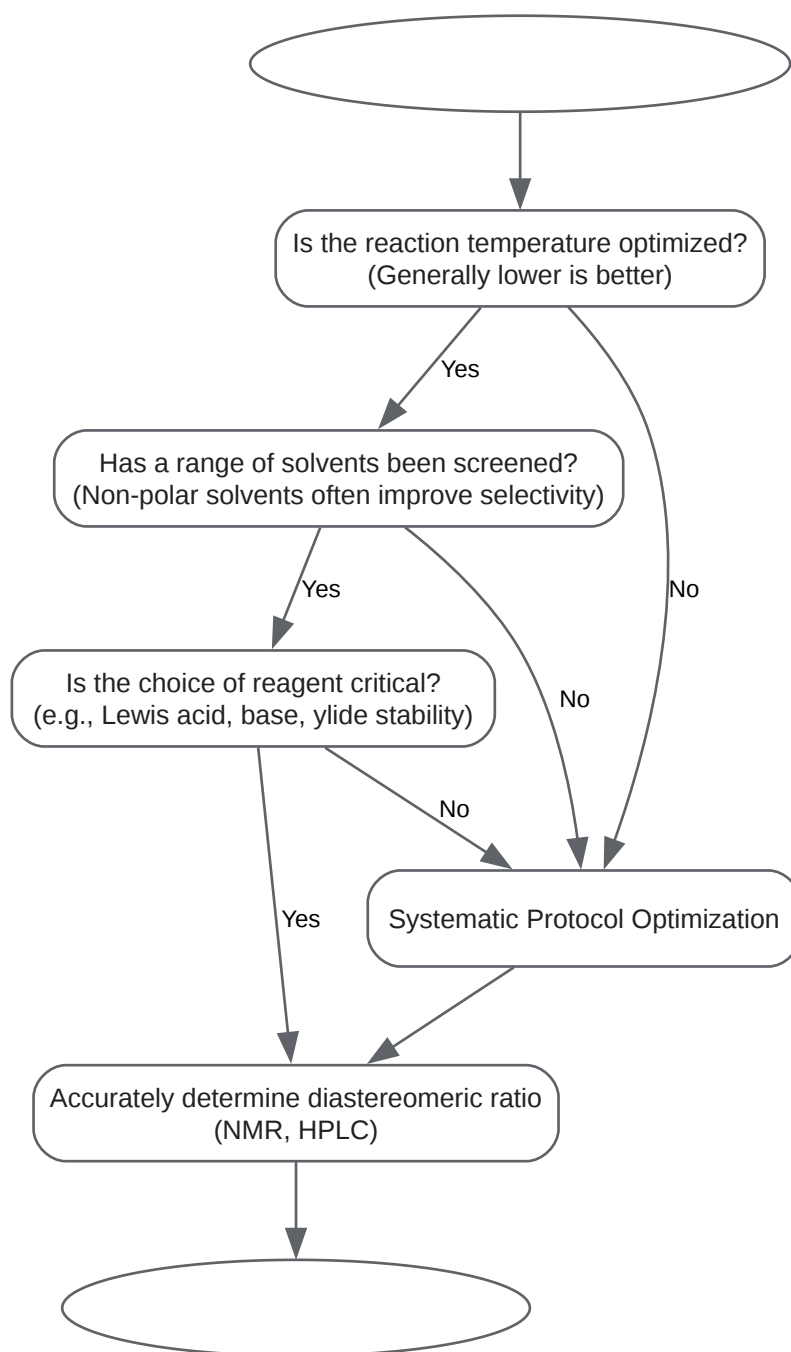 Is the reaction temperature optimized?
(Generally lower is better)
Yes
Has a range of solvents been screened?
(Non-polar solvents often improve selectivity)
Yes
No
Is the choice of reagent critical?
(e.g., Lewis acid, base, ylide stability)
No
No
Yes
Systematic Protocol Optimization
Accurately determine diastereomeric ratio
(NMR, HPLC)